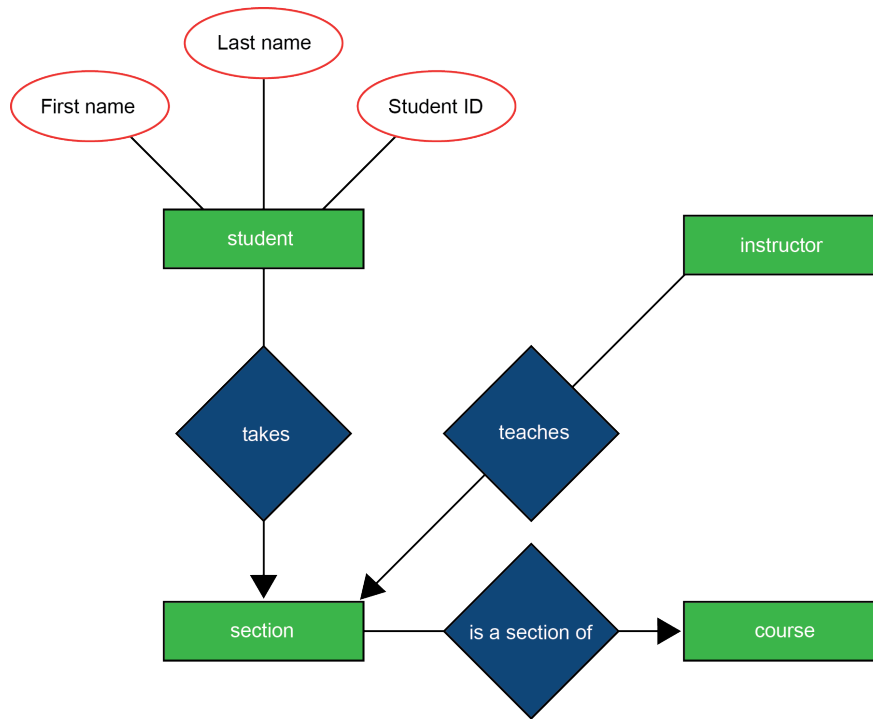 Last name
First name
Student ID
student
instructor
takes
teaches
section
is a section of
course